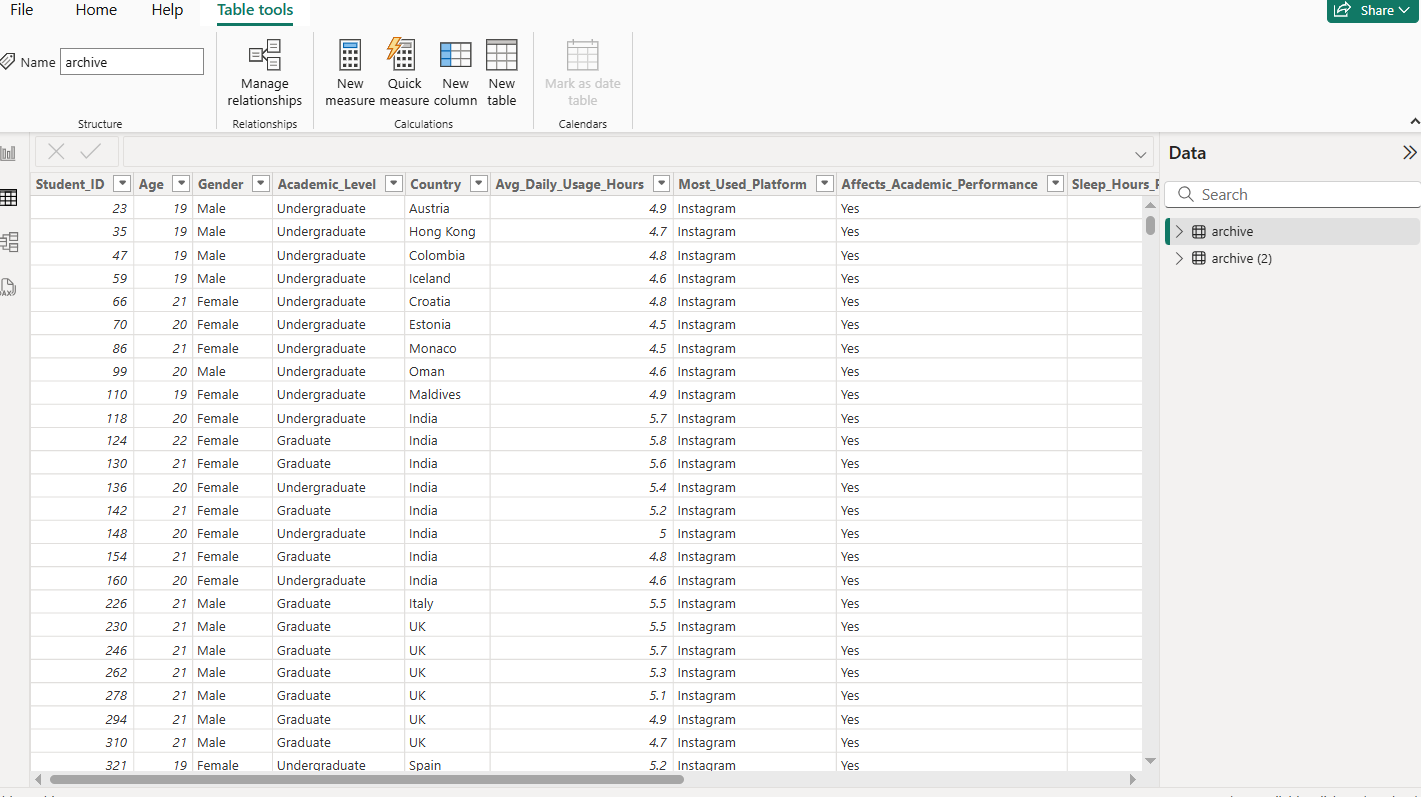 File Home Help Table tools Share
Name archive
Manage relationships
New measure
Quick measure
New column
New table
Mark as date table
Structure Relationships Calculations Calendars
Data
Student_ID Age Gender Academic_Level Country Avg_Daily_Usage_Hours Most_Used_Platform Affects_Academic_Performance Sleep_Hours_P
Search
23 19 Male Undergraduate Austria 4.9 Instagram Yes
35 19 Male Undergraduate Hong Kong 4.7 Instagram Yes
archive
47 19 Male Undergraduate Colombia 4.8 Instagram Yes
archive (2)
59 19 Male Undergraduate Iceland 4.6 Instagram Yes
66 21 Female Undergraduate Croatia 4.8 Instagram Yes
70 20 Female Undergraduate Estonia 4.5 Instagram Yes
86 21 Female Undergraduate Monaco 4.5 Instagram Yes
99 20 Male Undergraduate Oman 4.6 Instagram Yes
110 19 Female Undergraduate Maldives 4.9 Instagram Yes
118 20 Female Undergraduate India 5.7 Instagram Yes
124 22 Female Graduate India 5.8 Instagram Yes
130 21 Female Graduate India 5.6 Instagram Yes
136 20 Female Undergraduate India 5.4 Instagram Yes
142 21 Female Graduate India 5.2 Instagram Yes
148 20 Female Undergraduate India 5 Instagram Yes
154 21 Female Graduate India 4.8 Instagram Yes
160 20 Female Undergraduate India 4.6 Instagram Yes
226 21 Male Graduate Italy 5.5 Instagram Yes
230 21 Male Graduate UK 5.5 Instagram Yes
246 21 Male Graduate UK 5.7 Instagram Yes
262 21 Male Graduate UK 5.3 Instagram Yes
278 21 Male Graduate UK 5.1 Instagram Yes
294 21 Male Graduate UK 4.9 Instagram Yes
310 21 Male Graduate UK 4.7 Instagram Yes
321 19 Female Undergraduate Spain 5.2 Instagram Yes